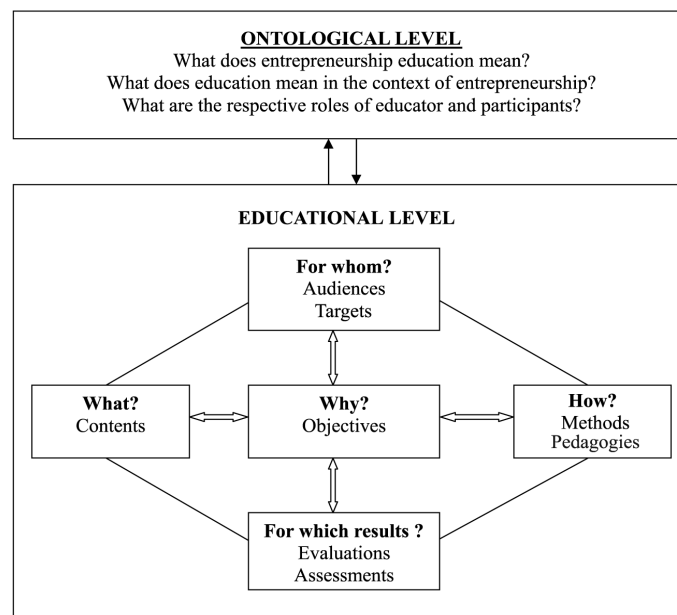 ONTOLOGICAL LEVEL
What does entrepreneurship education mean?
What does education mean in the context of entrepreneurship?
What are the respective roles of educator and participants?
EDUCATIONAL LEVEL
For whom?
Audiences
Targets
What?
Contents
Why?
Objectives
How?
Methods
Pedagogies
For which results ?
Evaluations
Assessments